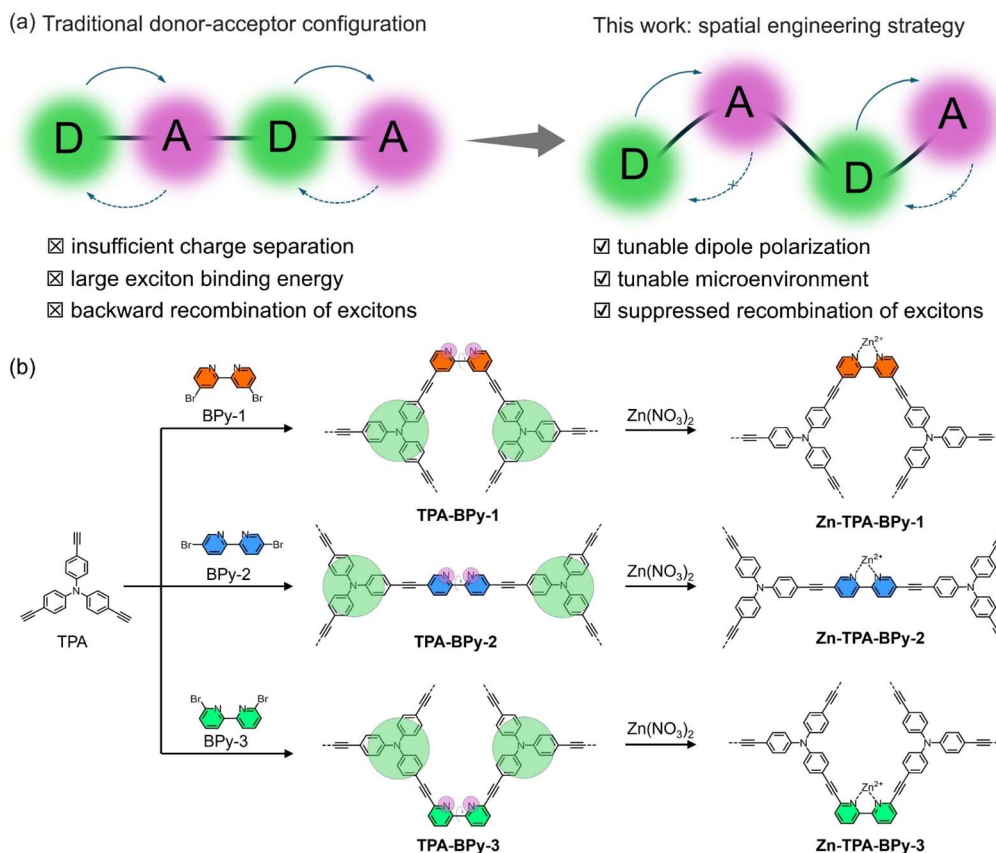 (a) Traditional donor-acceptor configuration
This work: spatial engineering strategy
D A D A
D A D A
☒ insufficient charge separation
☒ large exciton binding energy
☒ backward recombination of excitons
☑ tunable dipole polarization
☑ tunable microenvironment
☑ suppressed recombination of excitons
(b)
N N
Br Br
BPy-1
N N
N N
TPA-BPy-1
Zn(NO₃)₂
Zn²⁺
N N
N N
Zn-TPA-BPy-1
N
TPA
Br N N Br
BPy-2
N N N N
TPA-BPy-2
Zn(NO₃)₂
Zn²⁺
N N N N
Zn-TPA-BPy-2
Br Br
N N
BPy-3
N N
N N
TPA-BPy-3
Zn(NO₃)₂
N N
Zn²⁺
N N
Zn-TPA-BPy-3